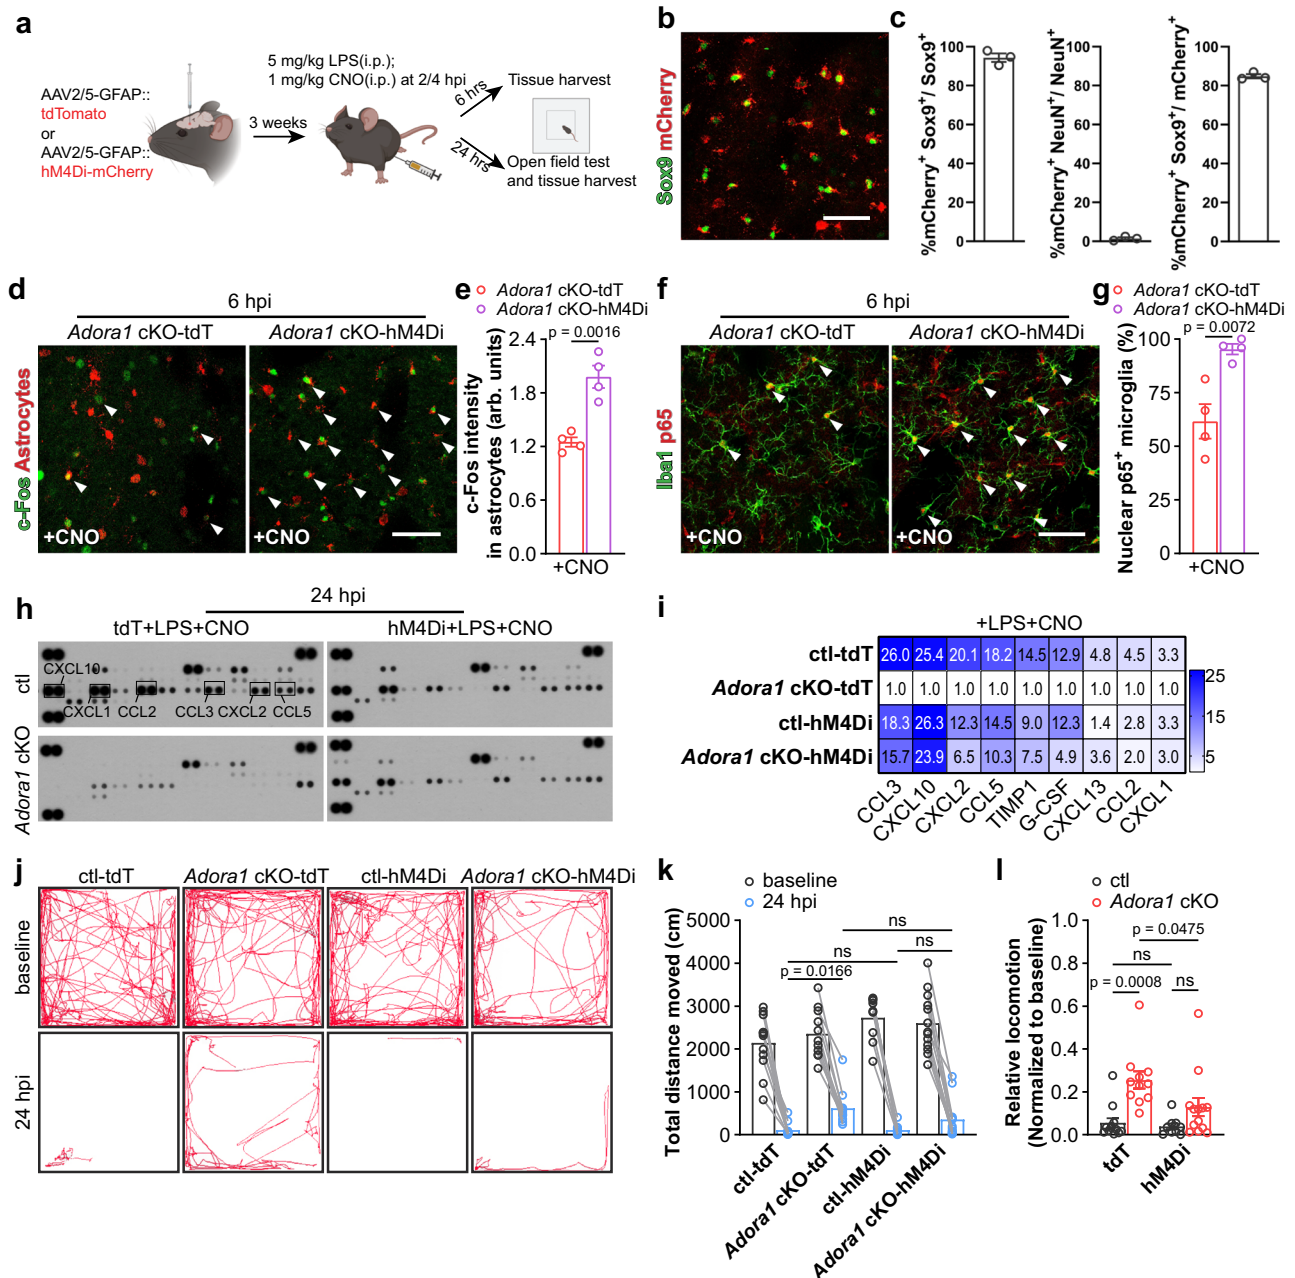 a
AAV2/5-GFAP::
tdTomato
or
AAV2/5-GFAP::
hM4Di-mCherry
3 weeks
5 mg/kg LPS(i.p.);
1 mg/kg CNO(i.p.) at 2/4 hpi
6 hrs
24 hrs
Tissue harvest
Open field test
and tissue harvest
b
Sox9 mCherry
c
%mCherry⁺ Sox9⁺/ Sox9⁺
100
80
60
40
20
0
%mCherry⁺ NeuN⁺/ NeuN⁺
100
80
60
40
20
0
%mCherry⁺ Sox9⁺/ mCherry⁺
100
80
60
40
20
0
d
6 hpi
Adora1 cKO-tdT
Adora1 cKO-hM4Di
c-Fos Astrocytes
+CNO
+CNO
e
Adora1 cKO-tdT
Adora1 cKO-hM4Di
p = 0.0016
c-Fos intensity
in astrocytes (arb. units)
2.4
1.8
1.2
0.6
0.0
+CNO
f
6 hpi
Adora1 cKO-tdT
Adora1 cKO-hM4Di
Iba1 p65
+CNO
+CNO
g
Adora1 cKO-tdT
Adora1 cKO-hM4Di
p = 0.0072
Nuclear p65⁺ microglia (%)
100
75
50
25
0
+CNO
h
24 hpi
tdT+LPS+CNO
hM4Di+LPS+CNO
ctl
Adora1 cKO
CXCL10
CXCL1
CCL2
CCL3
CXCL2
CCL5
i
+LPS+CNO
ctl-tdT 26.0 25.4 20.1 18.2 14.5 12.9 4.8 4.5 3.3
Adora1 cKO-tdT 1.0 1.0 1.0 1.0 1.0 1.0 1.0 1.0 1.0
ctl-hM4Di 18.3 26.3 12.3 14.5 9.0 12.3 1.4 2.8 3.3
Adora1 cKO-hM4Di 15.7 23.9 6.5 10.3 7.5 4.9 3.6 2.0 3.0
CCL3 CXCL10 CXCL2 CCL5 TIMP1 G-CSF CXCL13 CCL2 CXCL1
25
15
5
j
ctl-tdT
Adora1 cKO-tdT
ctl-hM4Di
Adora1 cKO-hM4Di
baseline
24 hpi
k
baseline
24 hpi
Total distance moved (cm)
5000
4000
3000
2000
1000
0
ns
ns
ns
p = 0.0166
ctl-tdT
Adora1 cKO-tdT
ctl-hM4Di
Adora1 cKO-hM4Di
l
ctl
Adora1 cKO
Relative locomotion
(Normalized to baseline)
1.0
0.8
0.6
0.4
0.2
0.0
p = 0.0475
ns
p = 0.0008
ns
tdT
hM4Di